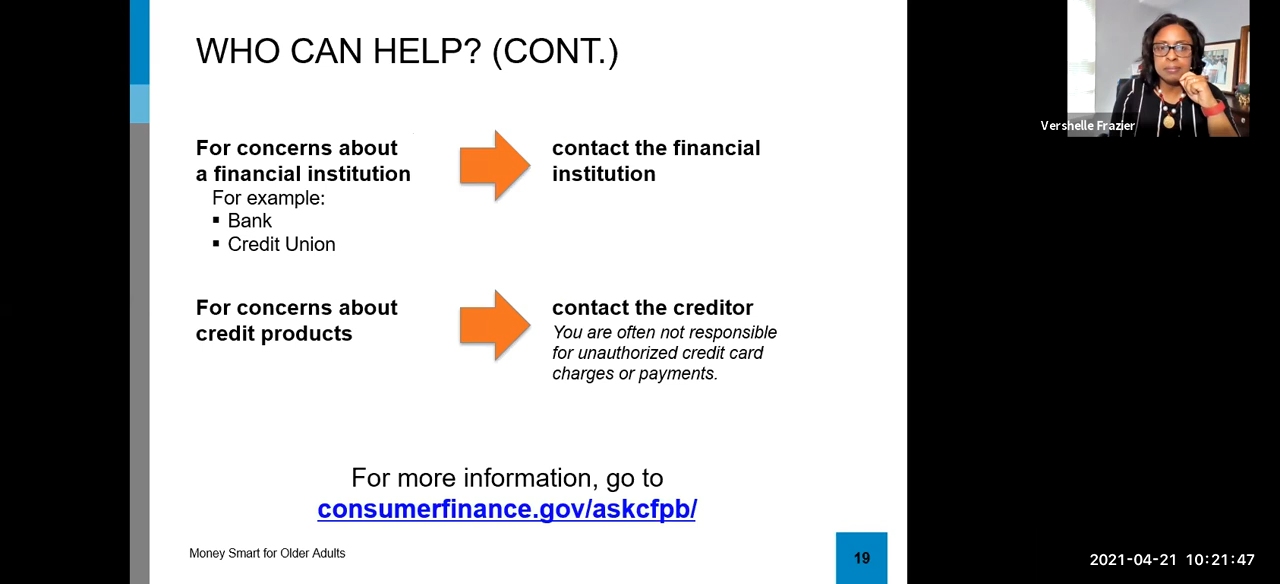 WHO CAN HELP? (CONT.)
For concerns about
a financial institution
For example:
▪ Bank
▪ Credit Union
contact the financial
institution
For concerns about
credit products
contact the creditor
You are often not responsible
for unauthorized credit card
charges or payments.
For more information, go to
consumerfinance.gov/askcfpb/
Money Smart for Older Adults
19
Vershelle Frazier
2021-04-21 10:21:47